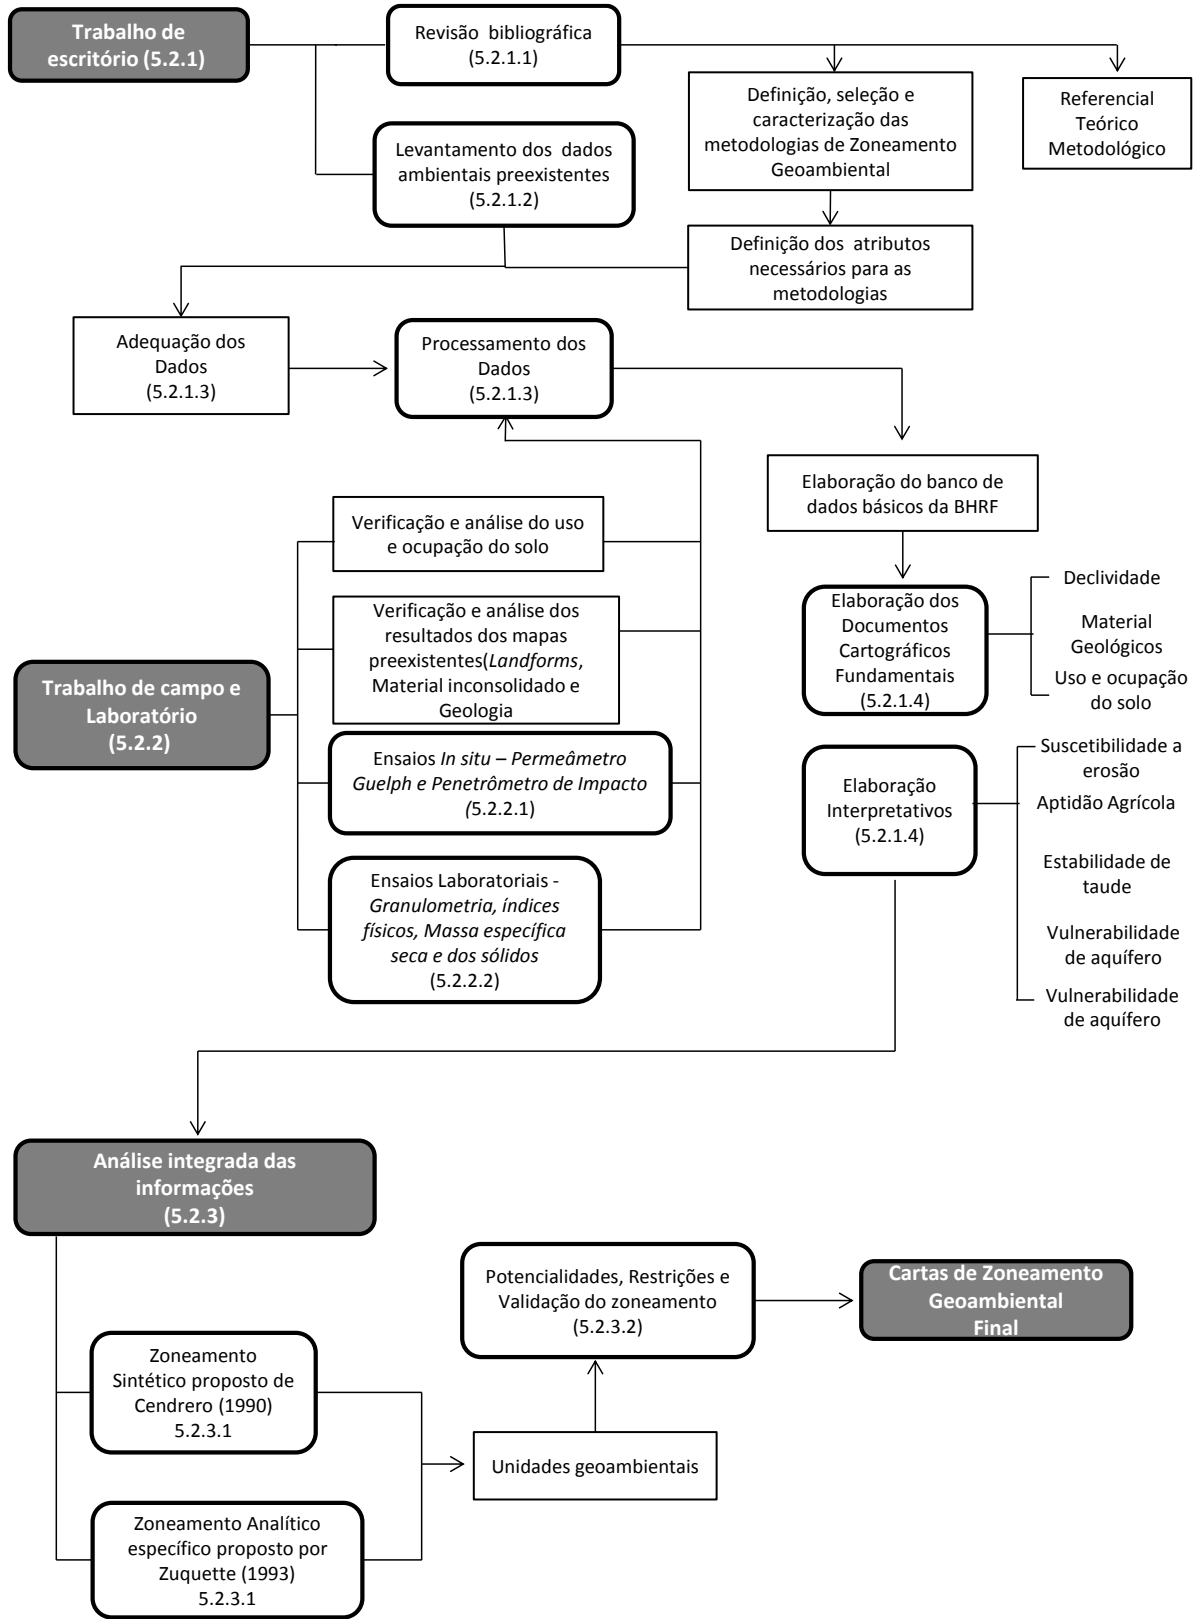 Trabalho de
escritório (5.2.1)
Revisão bibliográfica
(5.2.1.1)
Definição, seleção e
caracterização das
metodologias de Zoneamento
Geoambiental
Referencial
Teórico
Metodológico
Levantamento dos dados
ambientais preexistentes
(5.2.1.2)
Definição dos atributos
necessários para as
metodologias
Adequação dos
Dados
(5.2.1.3)
Processamento dos
Dados
(5.2.1.3)
Elaboração do banco de
dados básicos da BHRF
Verificação e análise do uso
e ocupação do solo
Elaboração dos
Documentos
Cartográficos
Fundamentais
(5.2.1.4)
Declividade
Material
Geológicos
Uso e ocupação
do solo
Verificação e análise dos
resultados dos mapas
preexistentes(Landforms,
Material inconsolidado e
Geologia
Trabalho de campo e
Laboratório
(5.2.2)
Ensaios In situ – Permeâmetro
Guelph e Penetrômetro de Impacto
(5.2.2.1)
Elaboração
Interpretativos
(5.2.1.4)
Suscetibilidade a
erosão
Aptidão Agrícola
Estabilidade de
taude
Vulnerabilidade
de aquífero
Vulnerabilidade
de aquífero
Ensaios Laboratoriais -
Granulometria, índices
físicos, Massa específica
seca e dos sólidos
(5.2.2.2)
Análise integrada das
informações
(5.2.3)
Potencialidades, Restrições e
Validação do zoneamento
(5.2.3.2)
Cartas de Zoneamento
Geoambiental
Final
Zoneamento
Sintético proposto de
Cendrero (1990)
5.2.3.1
Unidades geoambientais
Zoneamento Analítico
específico proposto por
Zuquette (1993)
5.2.3.1